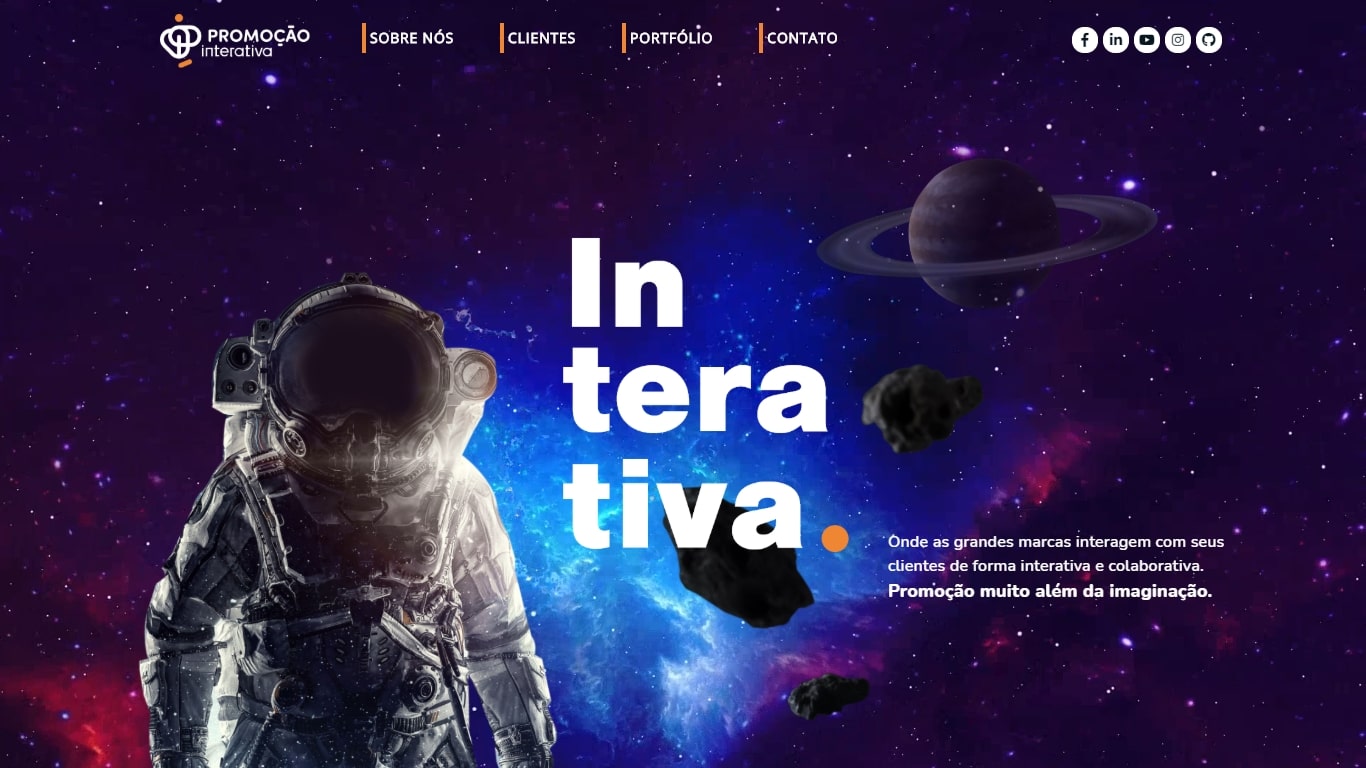 PROMOÇÃO
interativa
SOBRE NÓS
CLIENTES
PORTFÓLIO
CONTATO
In
tera
tiva.
Onde as grandes marcas interagem com seus
clientes de forma interativa e colaborativa.
Promoção muito além da imaginação.